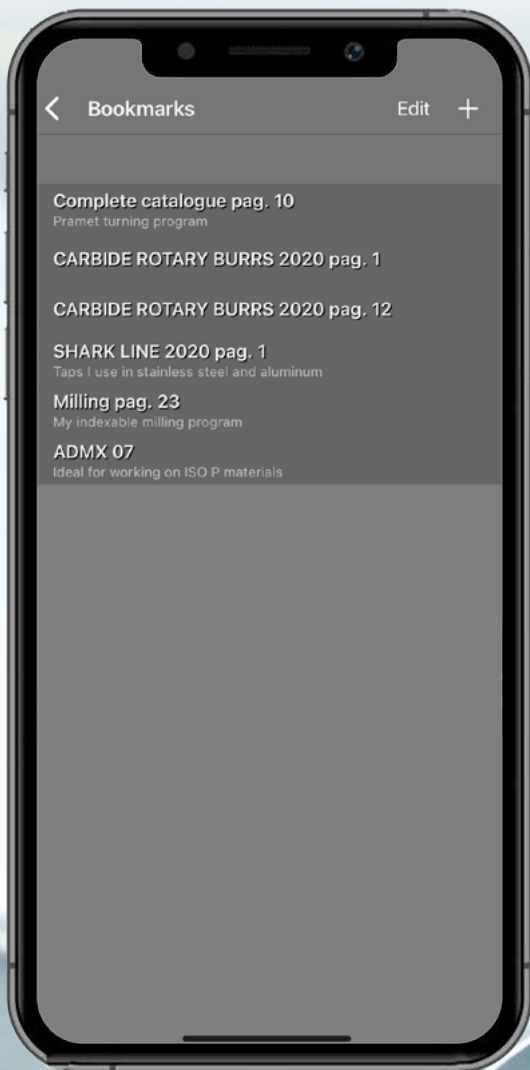 Bookmarks Edit +
Complete catalogue pag. 10
Pramet turning program
CARBIDE ROTARY BURRS 2020 pag. 1
CARBIDE ROTARY BURRS 2020 pag. 12
SHARK LINE 2020 pag. 1
Taps I use in stainless steel and aluminum
Milling pag. 23
My indexable milling program
ADMX 07
Ideal for working on ISO P materials